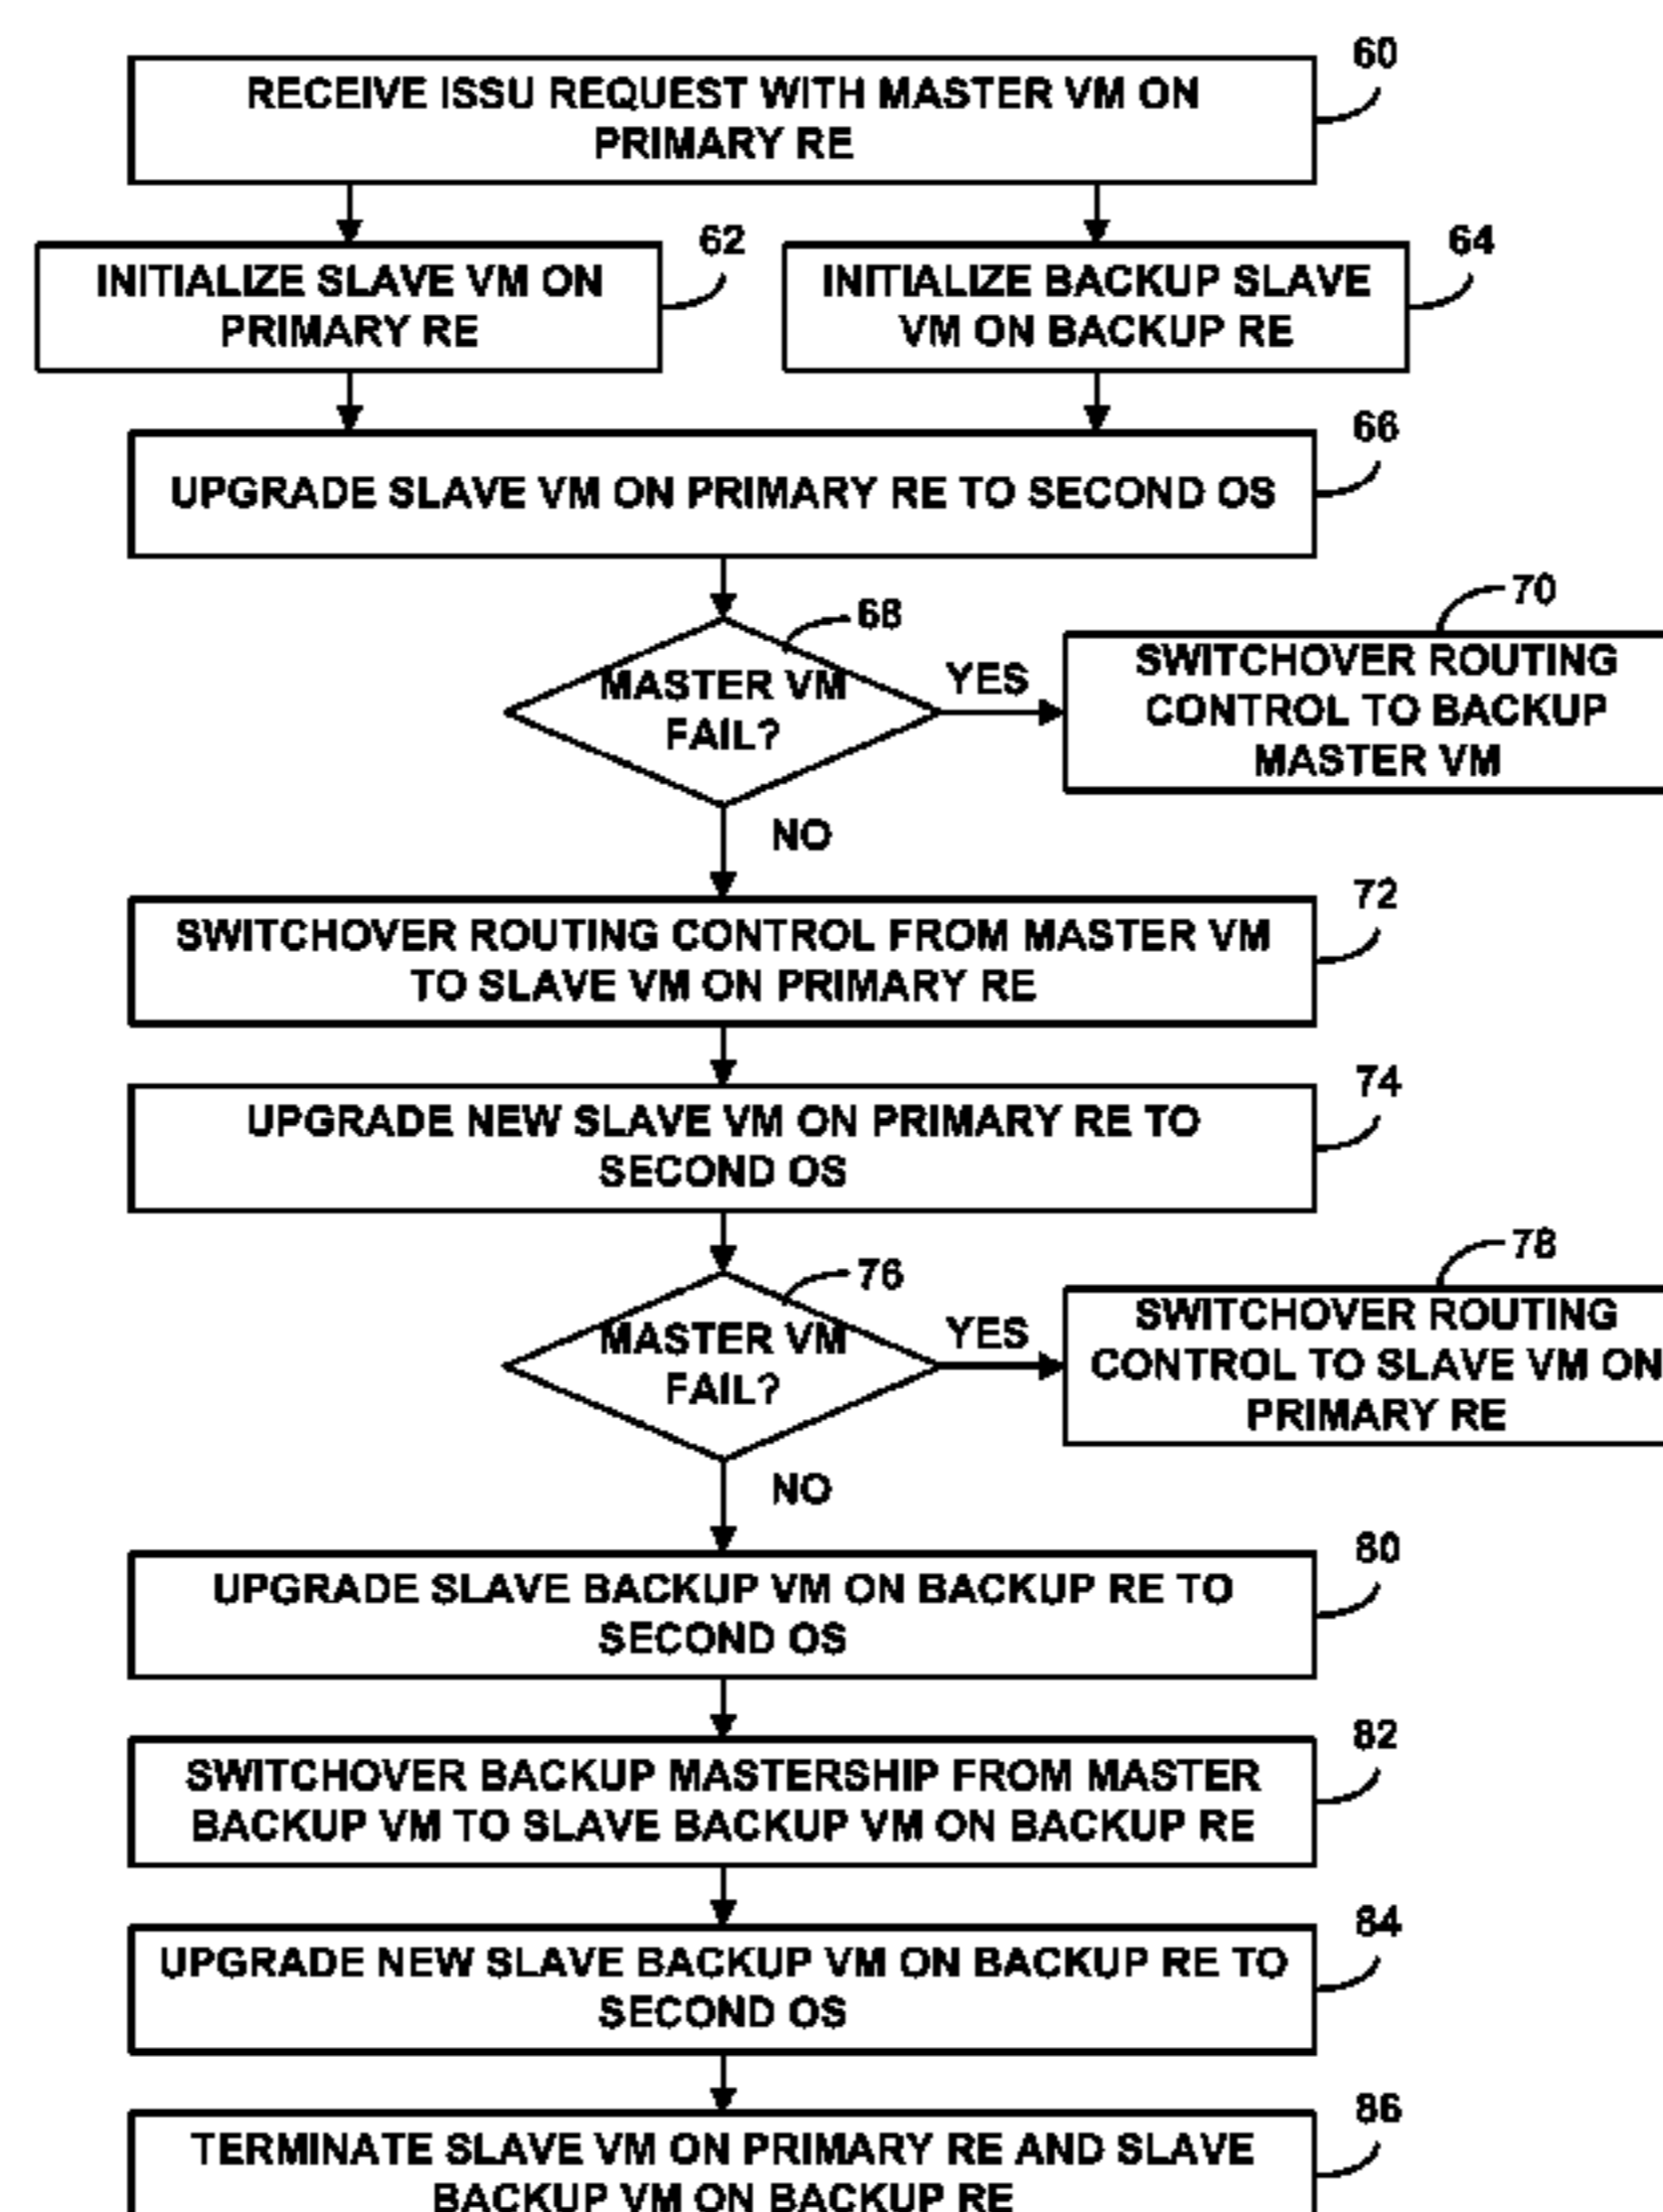 60
RECEIVE ISSU REQUEST WITH MASTER VM ON
PRIMARY RE
62
INITIALIZE SLAVE VM ON
PRIMARY RE
64
INITIALIZE BACKUP SLAVE
VM ON BACKUP RE
66
UPGRADE SLAVE VM ON PRIMARY RE TO SECOND OS
68
MASTER VM
FAIL?
YES
70
SWITCHOVER ROUTING
CONTROL TO BACKUP
MASTER VM
NO
72
SWITCHOVER ROUTING CONTROL FROM MASTER VM
TO SLAVE VM ON PRIMARY RE
74
UPGRADE NEW SLAVE VM ON PRIMARY RE TO
SECOND OS
76
MASTER VM
FAIL?
YES
78
SWITCHOVER ROUTING
CONTROL TO SLAVE VM ON
PRIMARY RE
NO
80
UPGRADE SLAVE BACKUP VM ON BACKUP RE TO
SECOND OS
82
SWITCHOVER BACKUP MASTERSHIP FROM MASTER
BACKUP VM TO SLAVE BACKUP VM ON BACKUP RE
84
UPGRADE NEW SLAVE BACKUP VM ON BACKUP RE TO
SECOND OS
86
TERMINATE SLAVE VM ON PRIMARY RE AND SLAVE
BACKUP VM ON BACKUP RE